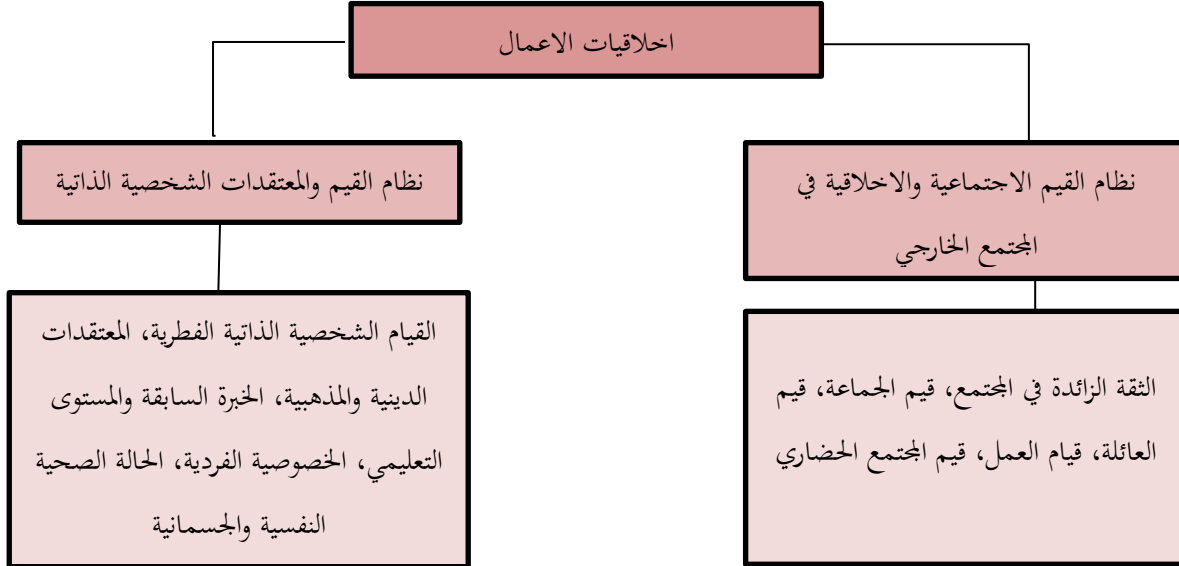 اخلاقيات الاعمال
نظام القيم الاجتماعية والاخلاقية في
المجتمع الخارجي
الثقة الزائدة في المجتمع، قيم الجماعة، قيم
العائلة، قيام العمل، قيم المجتمع الحضاري
نظام القيم والمعتقدات الشخصية الذاتية
القيام الشخصية الذاتية الفطرية، المعتقدات
الدينية والمذهبية، الخبرة السابقة والمستوى
التعليمي، الخصوصية الفردية، الحالة الصحية
النفسية والجسمانية